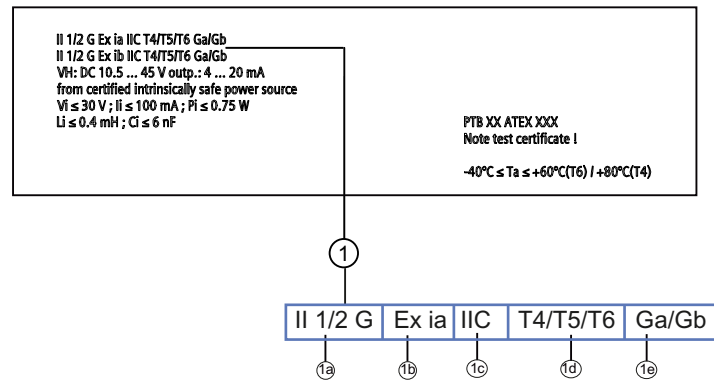 II 1/2 G Ex ia IIC T4/T5/T6 Ga/Gb
II 1/2 G Ex ib IIC T4/T5/T6 Ga/Gb
VH: DC 10.5 ... 45 V outp.: 4 ... 20 mA
from certified intrinsically safe power source
Vi ≤ 30 V ; Ii ≤ 100 mA ; Pi ≤ 0.75 W
Li ≤ 0.4 mH ; Ci ≤ 6 nF
PTB XX ATEX XXX
Note test certificate !
-40°C ≤ Ta ≤ +60°C(T6) / +80°C(T4)
1
II 1/2 G Ex ia IIC T4/T5/T6 Ga/Gb
1a 1b 1c 1d 1e